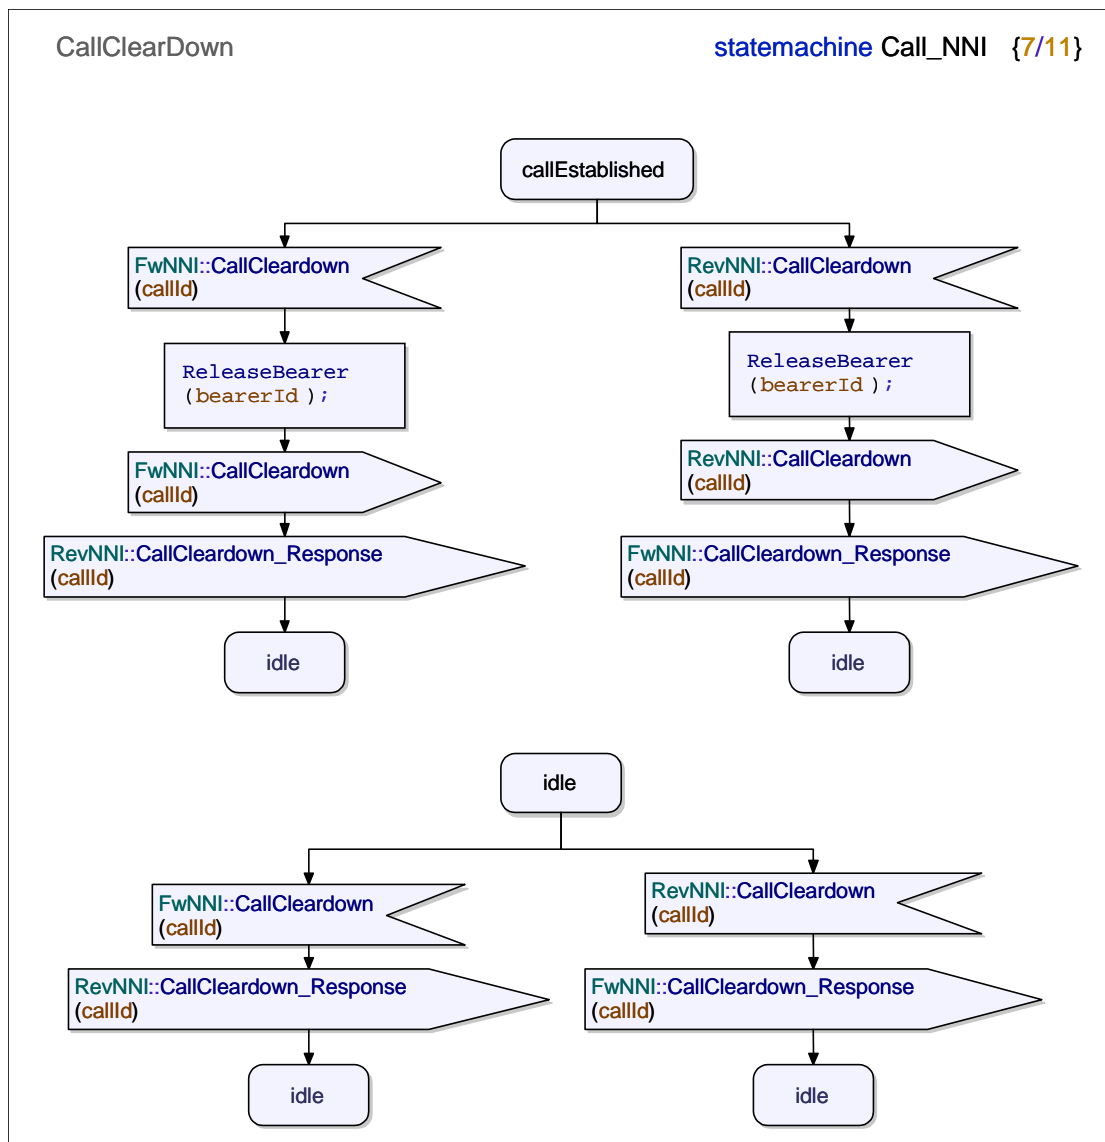 CallClearDown
statemachine Call_NNI {7/11}
callEstablished
FwNNI::CallCleardown
(callId)
RevNNI::CallCleardown
(callId)
ReleaseBearer
(bearerId );
ReleaseBearer
(bearerId );
FwNNI::CallCleardown
(callId)
RevNNI::CallCleardown
(callId)
RevNNI::CallCleardown_Response
(callId)
FwNNI::CallCleardown_Response
(callId)
idle
idle
idle
FwNNI::CallCleardown
(callId)
RevNNI::CallCleardown
(callId)
RevNNI::CallCleardown_Response
(callId)
FwNNI::CallCleardown_Response
(callId)
idle
idle